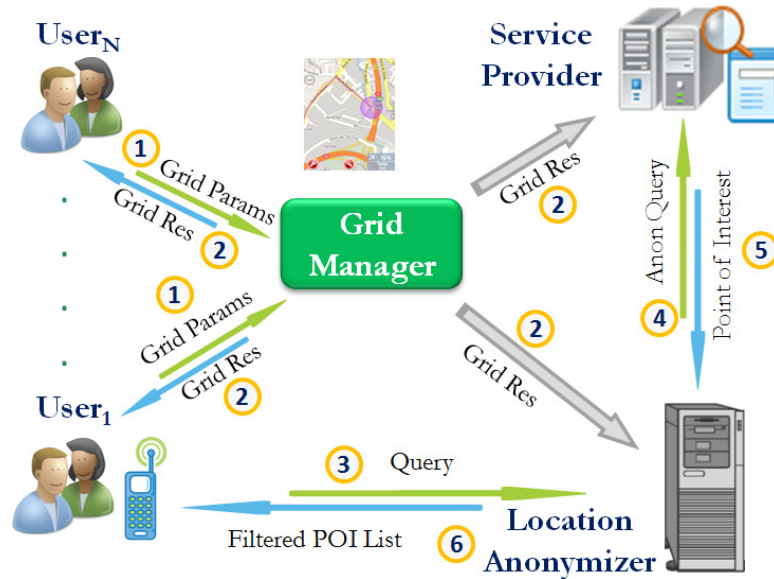 User_N
Service
Provider
1
Grid Params
Grid Res
2
Grid Res
2
Grid
Manager
Anon Query
4
Point of Interest
5
1
Grid Params
Grid Res
2
2
Grid Res
User_1
3
Query
Filtered POI List
6
Location
Anonymizer